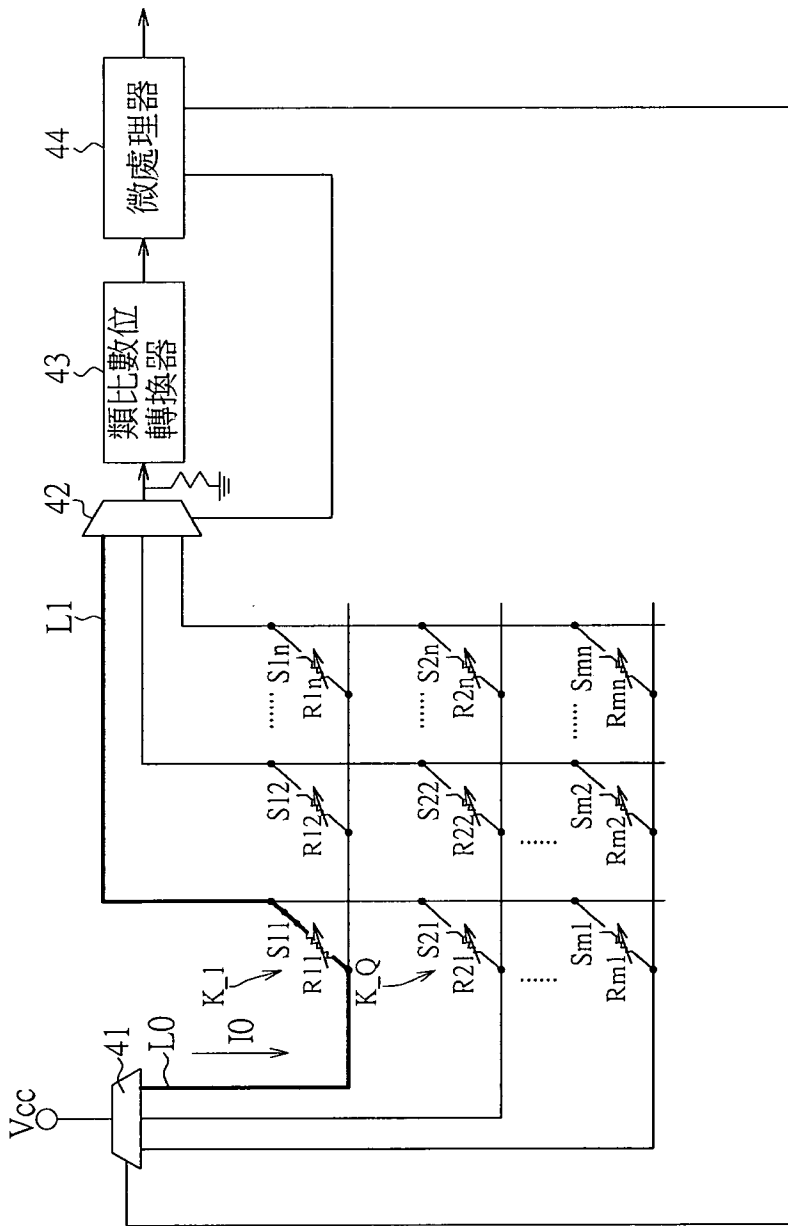 Vcc
41
L0
I0
L1
42
43
類比數位
轉換器
44
微處理器
K_1
S11
R11
S12
R12
......
S1n
R1n
K_Q
S21
R21
S22
R22
......
S2n
R2n
......
......
Sm1
Rm1
Sm2
Rm2
......
Smn
Rmn